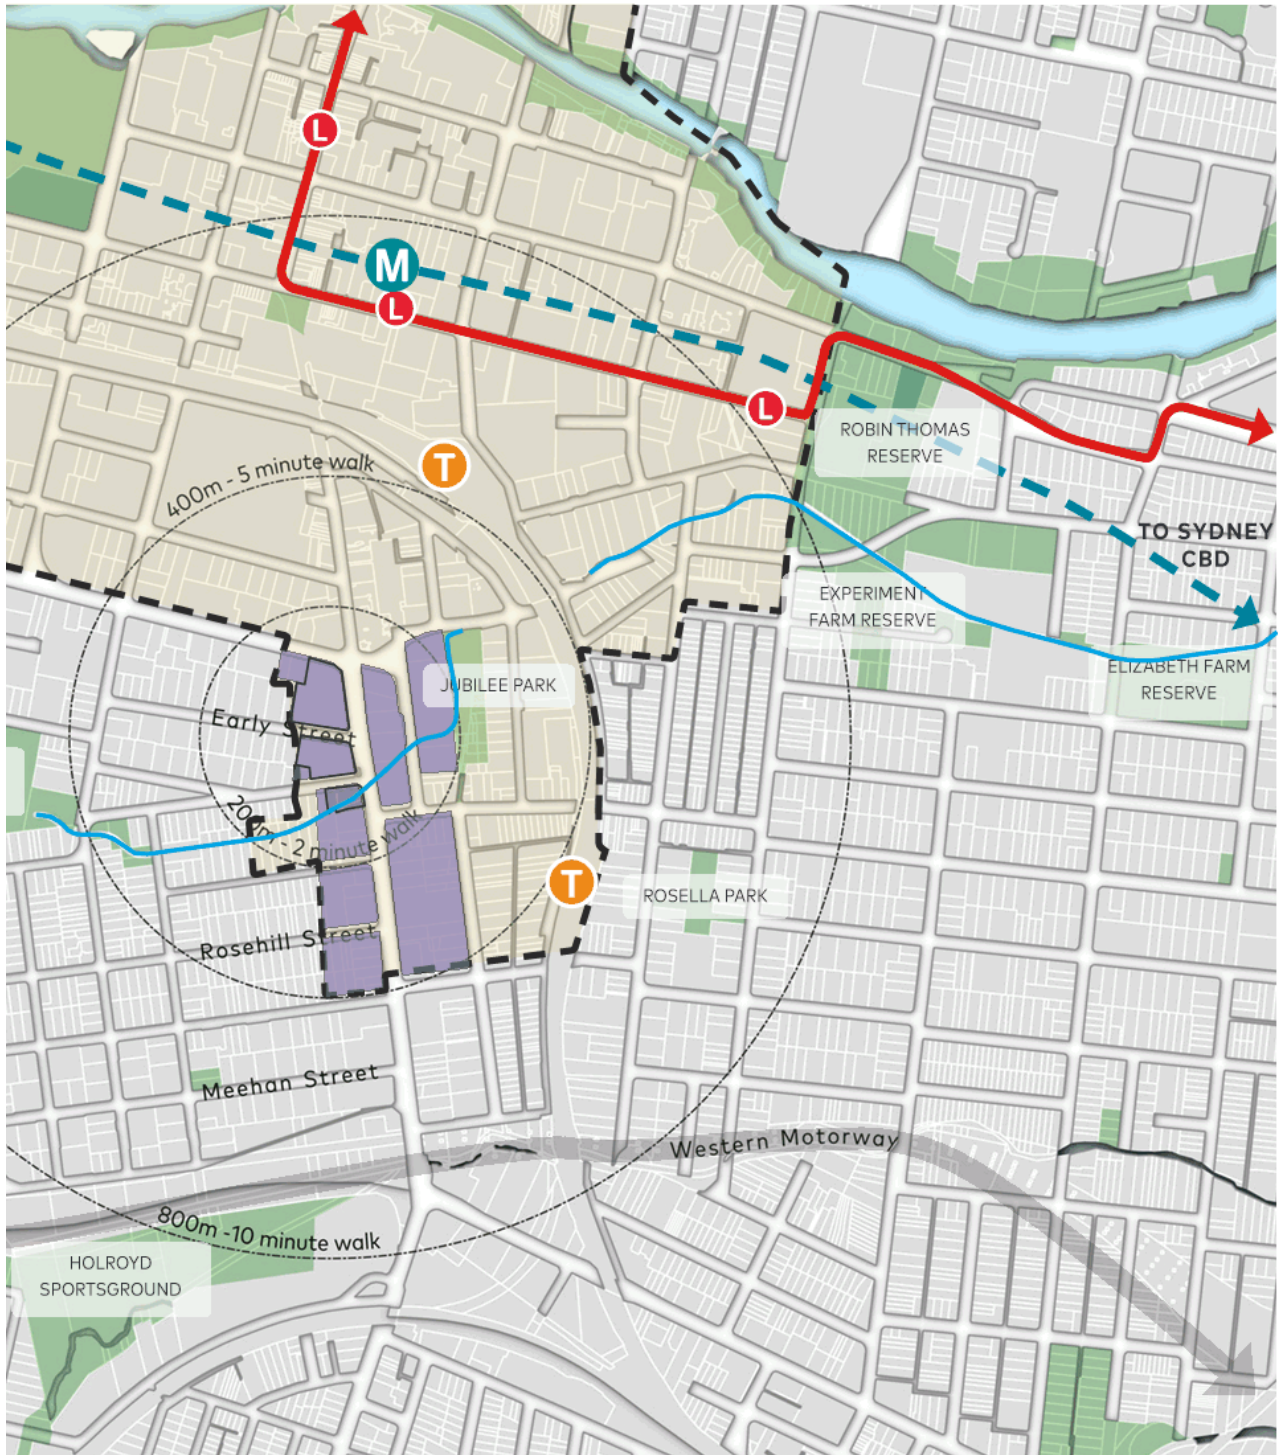 L
M
L
L
T
400m - 5 minute walk
ROBIN THOMAS
RESERVE
TO SYDNEY
CBD
EXPERIMENT
FARM RESERVE
ELIZABETH FARM
RESERVE
JUBILEE PARK
Early Street
200m - 2 minute walk
T
ROSELLA PARK
Rosehill Street
Meehan Street
Western Motorway
800m -10 minute walk
HOLROYD
SPORTSGROUND